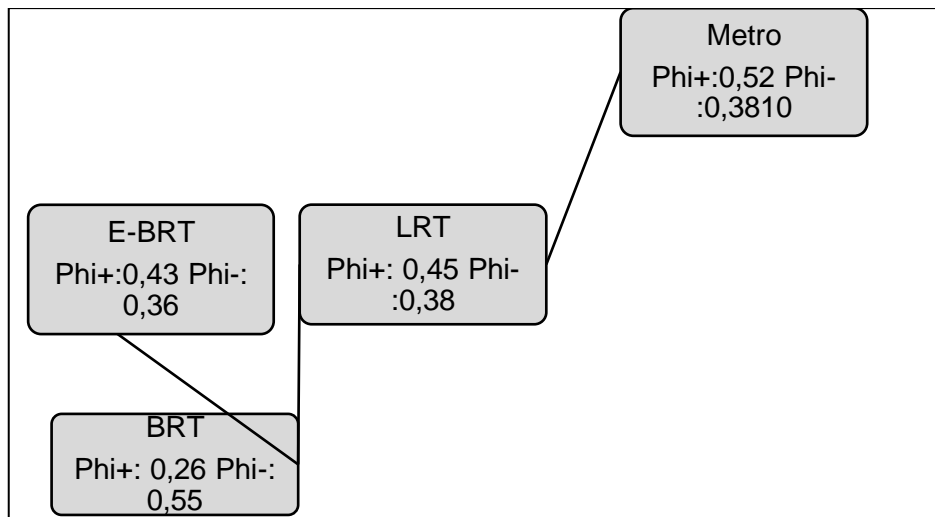 Metro
Phi+:0,52 Phi-
:0,3810
E-BRT
Phi+:0,43 Phi-:
0,36
LRT
Phi+: 0,45 Phi-
:0,38
BRT
Phi+: 0,26 Phi-:
0,55